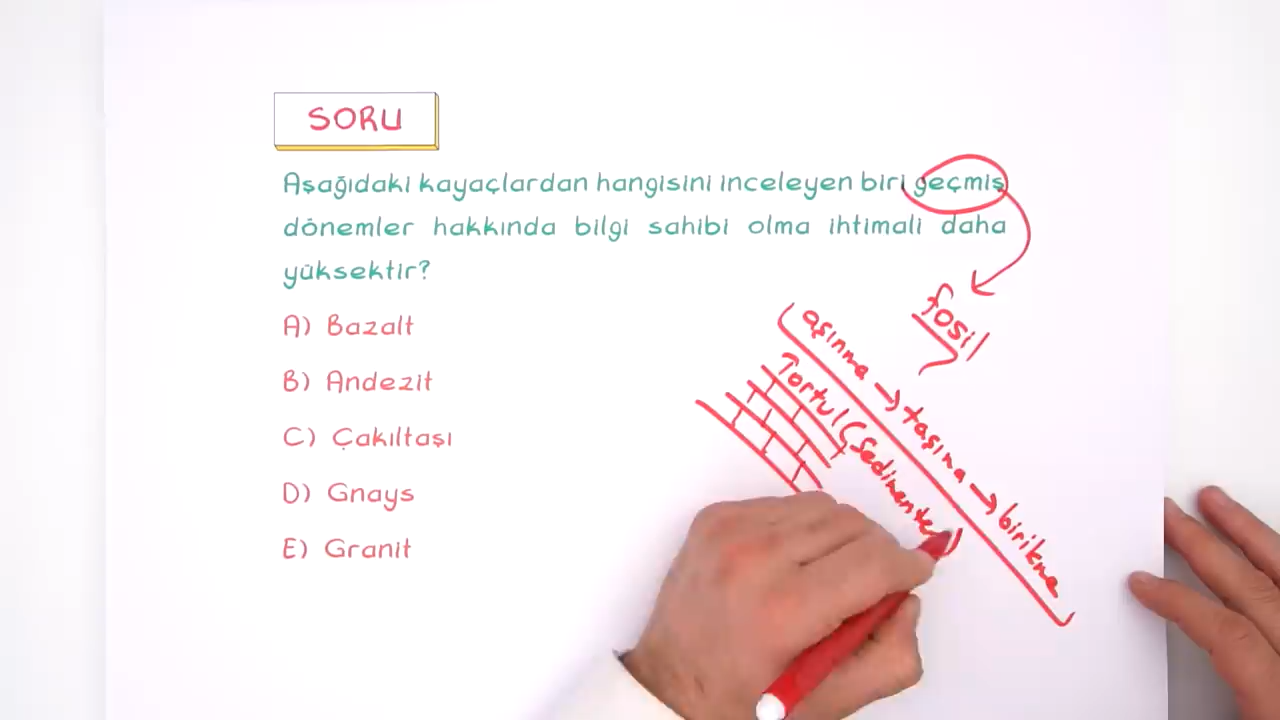 SORU
Aşağıdaki kayaçlardan hangisini inceleyen biri geçmiş
dönemler hakkında bilgi sahibi olma ihtimali daha
yüksektir?
A) Bazalt
B) Andezit
C) Çakıltaşı
D) Gnays
E) Granit
fosil
aşınma → taşınma → birikme
Tortul (Sedimenter)